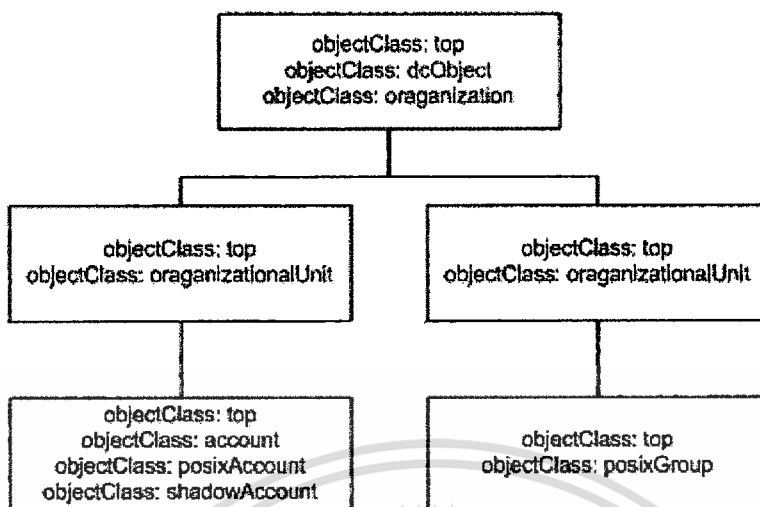 objectClass: top
objectClass: dcObject
objectClass: oraganization
objectClass: top
objectClass: oraganizationalUnit
objectClass: top
objectClass: oraganizationalUnit
objectClass: top
objectClass: account
objectClass: posixAccount
objectClass: shadowAccount
objectClass: top
objectClass: posixGroup